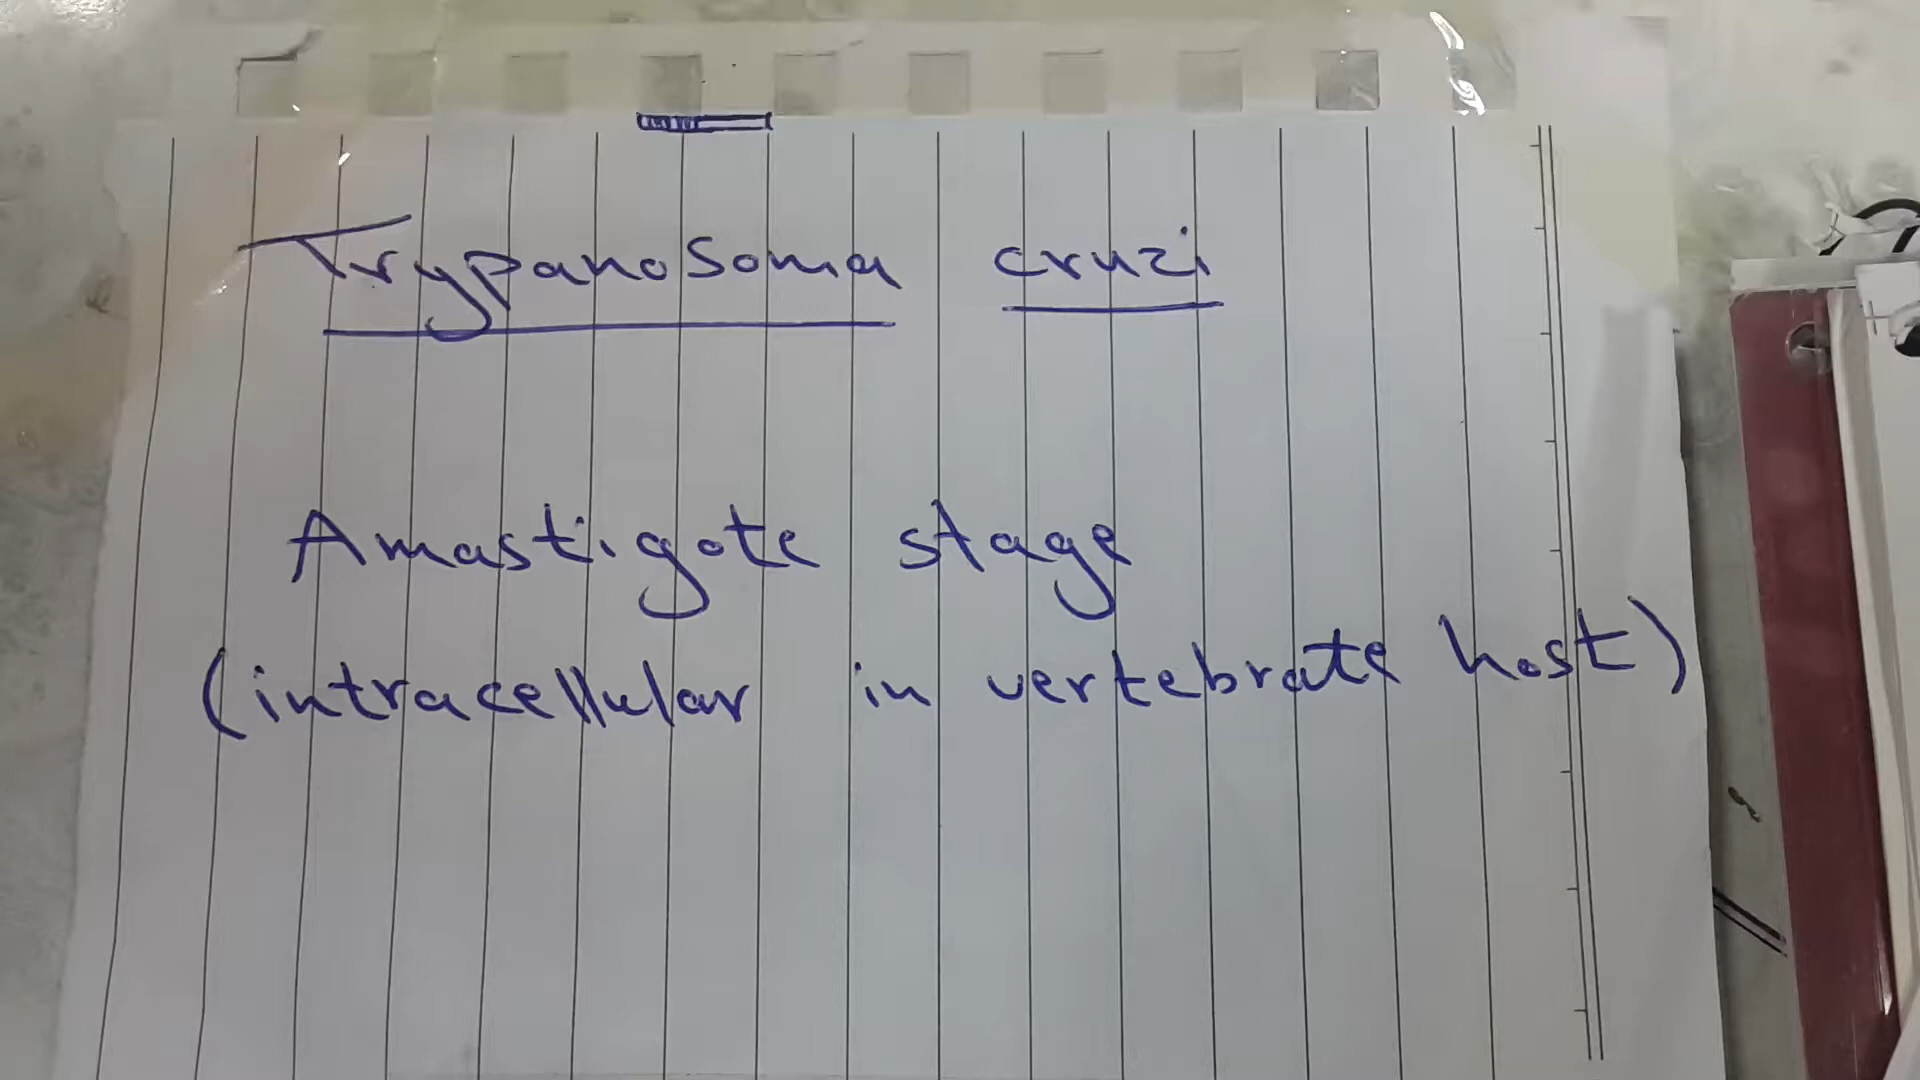 Trypanosoma cruzi
Amastigote stage
(intracellular in vertebrate host)